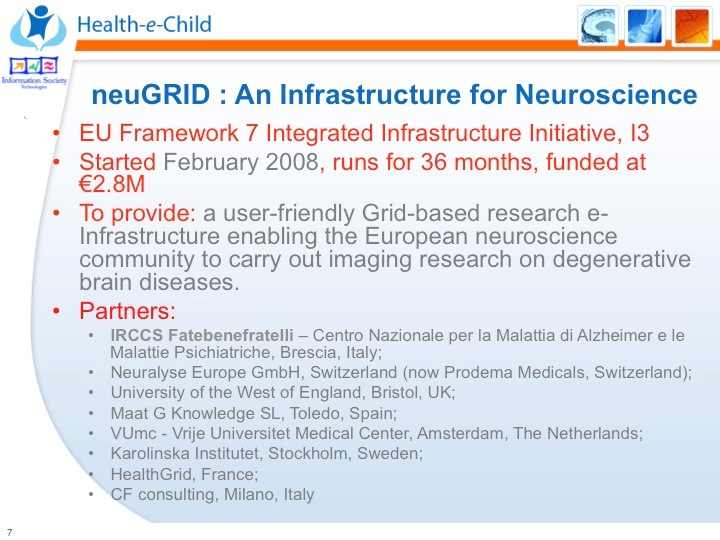 Health-e-Child
Information Society
Technologies
neuGRID : An Infrastructure for Neuroscience
• EU Framework 7 Integrated Infrastructure Initiative, I3
• Started February 2008, runs for 36 months, funded at
€2.8M
• To provide: a user-friendly Grid-based research e-
Infrastructure enabling the European neuroscience
community to carry out imaging research on degenerative
brain diseases.
• Partners:
• IRCCS Fatebenefratelli – Centro Nazionale per la Malattia di Alzheimer e le
Malattie Psichiatriche, Brescia, Italy;
• Neuralyse Europe GmbH, Switzerland (now Prodema Medicals, Switzerland);
• University of the West of England, Bristol, UK;
• Maat G Knowledge SL, Toledo, Spain;
• VUmc - Vrije Universitet Medical Center, Amsterdam, The Netherlands;
• Karolinska Institutet, Stockholm, Sweden;
• HealthGrid, France;
• CF consulting, Milano, Italy
7